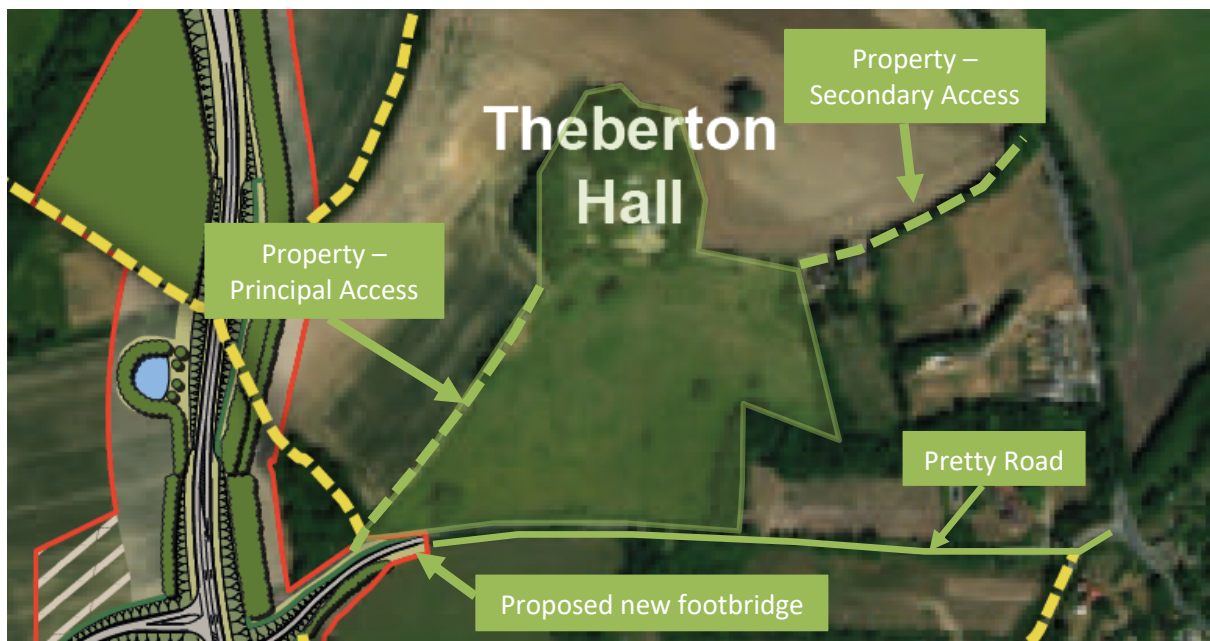 Property –
Secondary Access
Theberton
Hall
Property –
Principal Access
Pretty Road
Proposed new footbridge